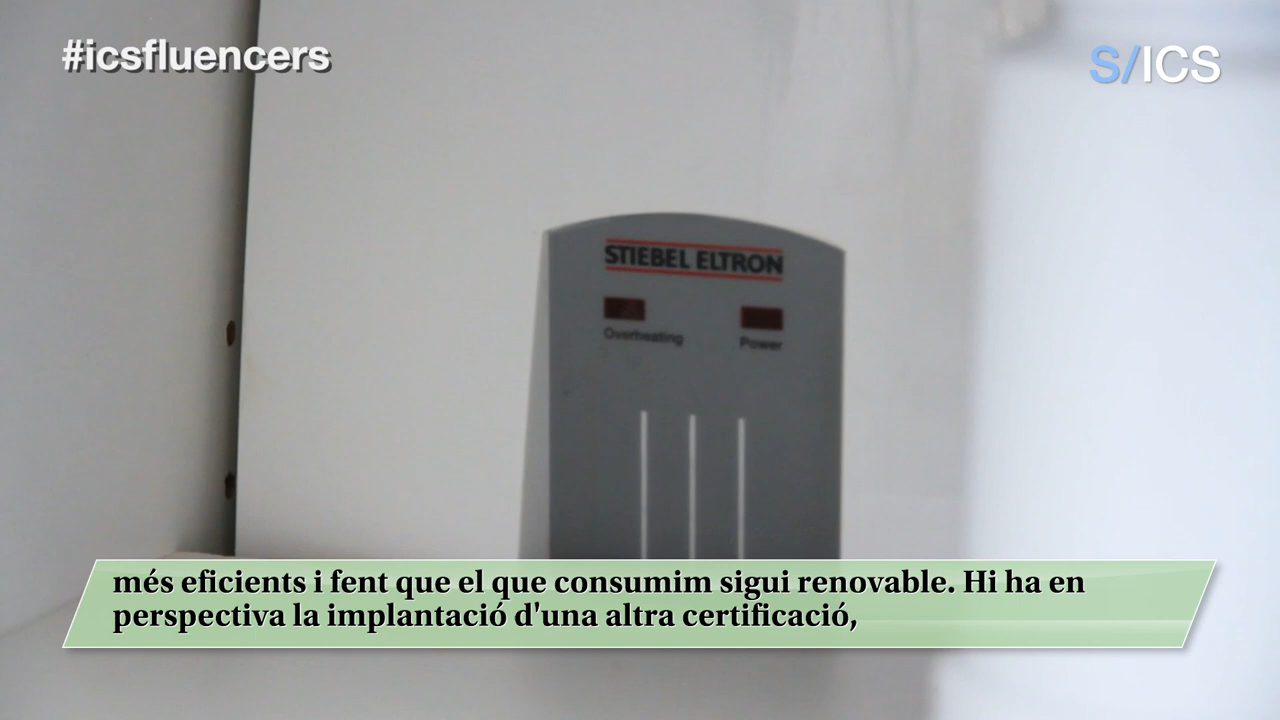 #icsfluencers
S/ICS
STIEBEL ELTRON
Overheating
Power
més eficients i fent que el que consumim sigui renovable. Hi ha en
perspectiva la implantació d'una altra certificació,